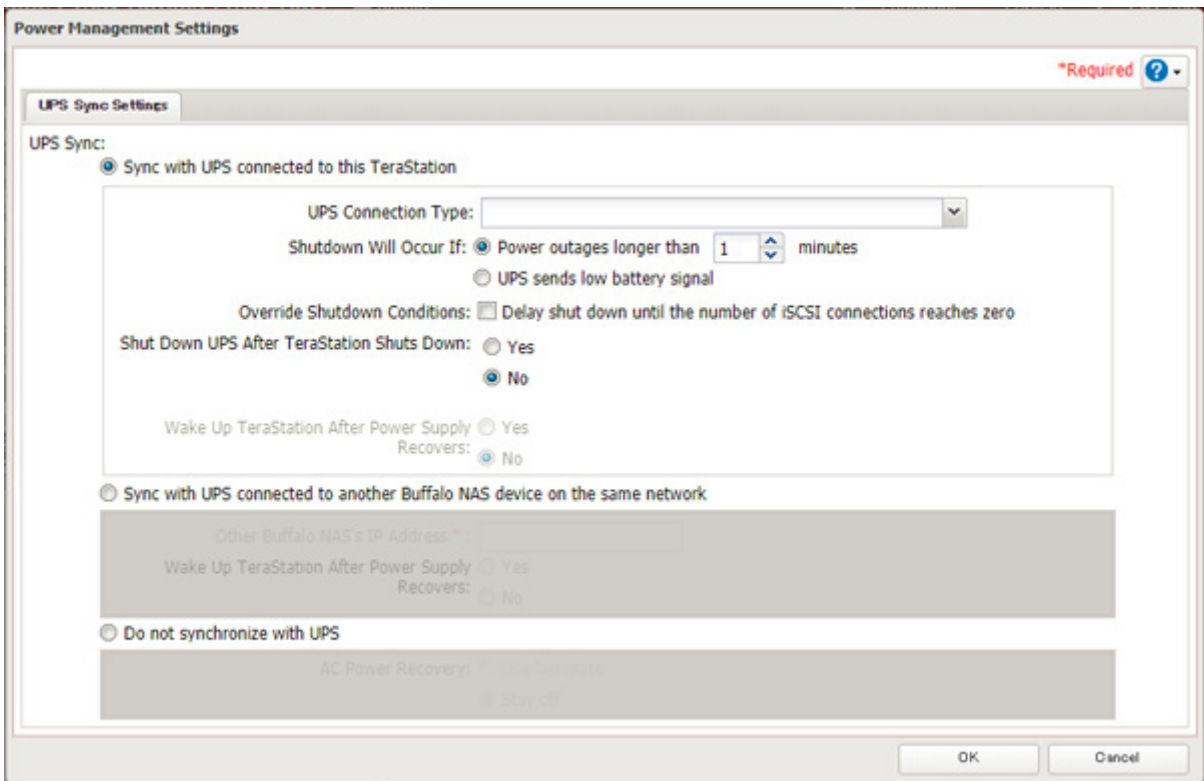 Power Management Settings
*Required
UPS Sync Settings
UPS Sync:
Sync with UPS connected to this TeraStation
UPS Connection Type:
Shutdown Will Occur If: Power outages longer than 1 minutes
UPS sends low battery signal
Override Shutdown Conditions: Delay shut down until the number of iSCSI connections reaches zero
Shut Down UPS After TeraStation Shuts Down: Yes
No
Wake Up TeraStation After Power Supply Recovers: Yes
No
Sync with UPS connected to another Buffalo NAS device on the same network
Other Buffalo NAS's IP Address * :
Wake Up TeraStation After Power Supply Recovers: Yes
No
Do not synchronize with UPS
AC Power Recovery: Use last state
Stay off
OK
Cancel